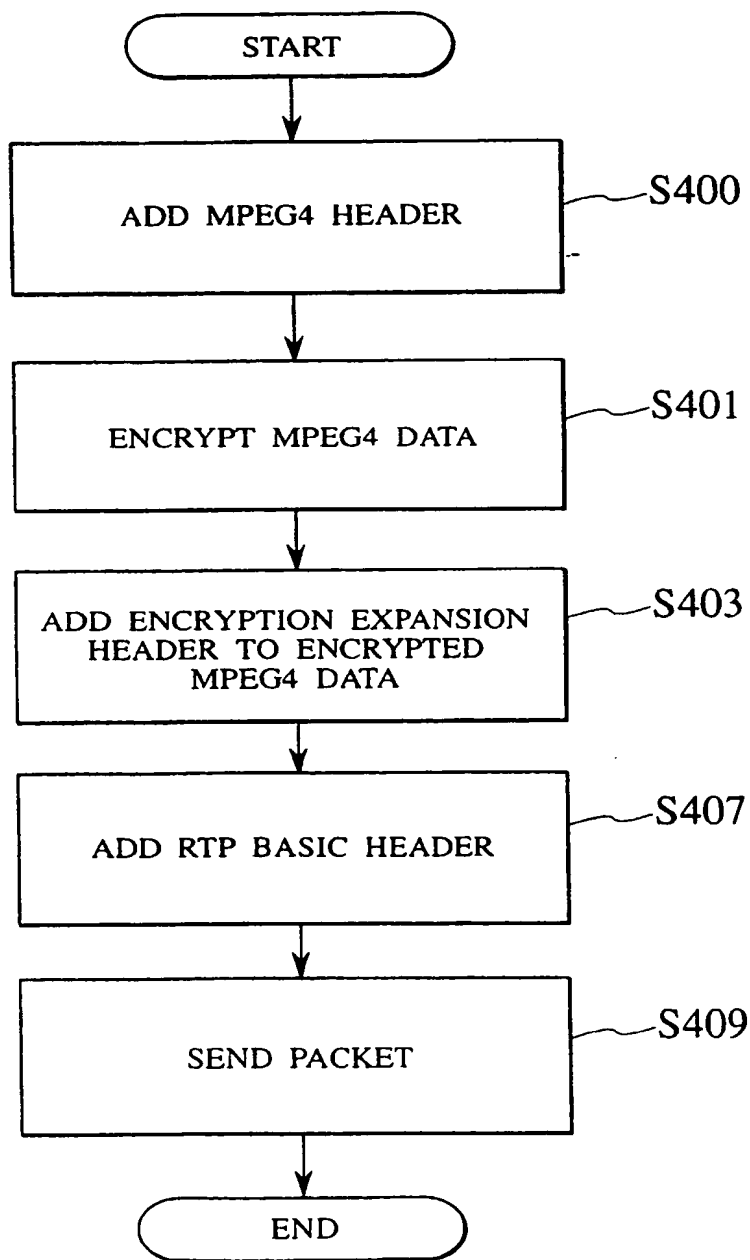 START
ADD MPEG4 HEADER
S400
ENCRYPT MPEG4 DATA
S401
ADD ENCRYPTION EXPANSION
HEADER TO ENCRYPTED
MPEG4 DATA
S403
ADD RTP BASIC HEADER
S407
SEND PACKET
S409
END